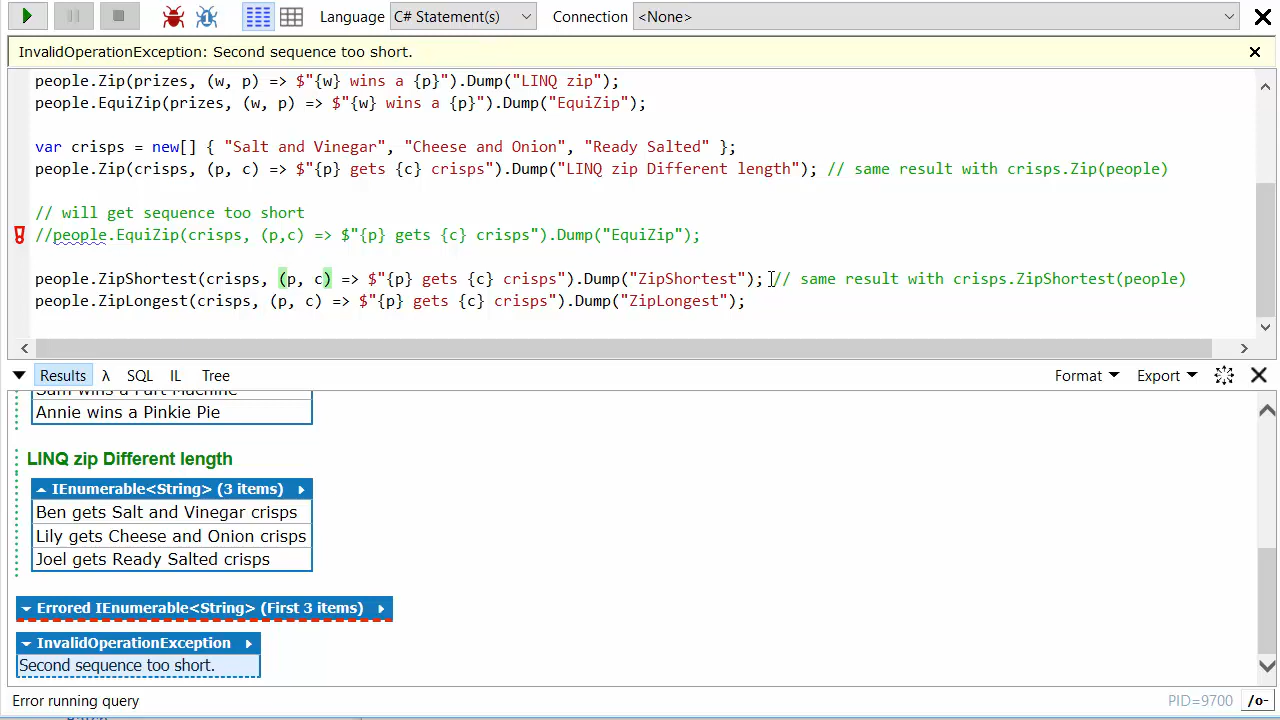 Language C# Statement(s) Connection <None>
InvalidOperationException: Second sequence too short.
people.Zip(prizes, (w, p) => $"{w} wins a {p}").Dump("LINQ zip");
people.EquiZip(prizes, (w, p) => $"{w} wins a {p}").Dump("EquiZip");
var crisps = new[] { "Salt and Vinegar", "Cheese and Onion", "Ready Salted" };
people.Zip(crisps, (p, c) => $"{p} gets {c} crisps").Dump("LINQ zip Different length"); // same result with crisps.Zip(people)
// will get sequence too short
//people.EquiZip(crisps, (p,c) => $"{p} gets {c} crisps").Dump("EquiZip");
people.ZipShortest(crisps, (p, c) => $"{p} gets {c} crisps").Dump("ZipShortest"); // same result with crisps.ZipShortest(people)
people.ZipLongest(crisps, (p, c) => $"{p} gets {c} crisps").Dump("ZipLongest");
Results λ SQL IL Tree Format Export
Annie wins a Pinkie Pie
LINQ zip Different length
IEnumerable<String> (3 items)
Ben gets Salt and Vinegar crisps
Lily gets Cheese and Onion crisps
Joel gets Ready Salted crisps
Errored IEnumerable<String> (First 3 items)
InvalidOperationException
Second sequence too short.
Error running query PID=9700 /o-